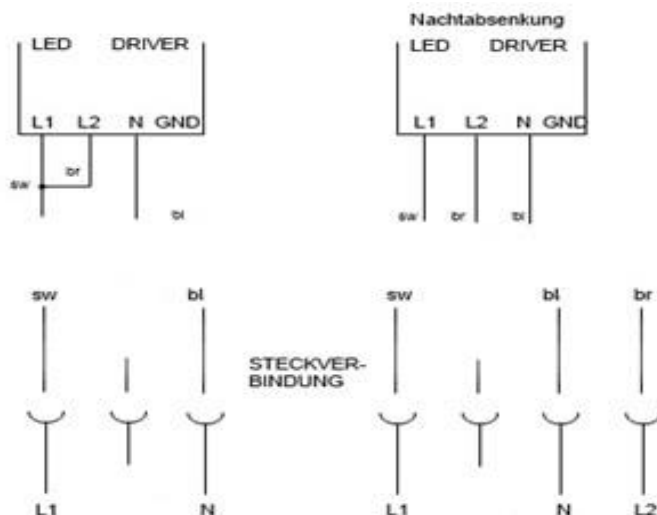 LED DRIVER
L1 L2 N GND
sw br bl
Nachtabsenkung
LED DRIVER
L1 L2 N GND
sw br bl
sw bl
STECKVER-
BINDUNG
L1 N
sw bl br
L1 N L2